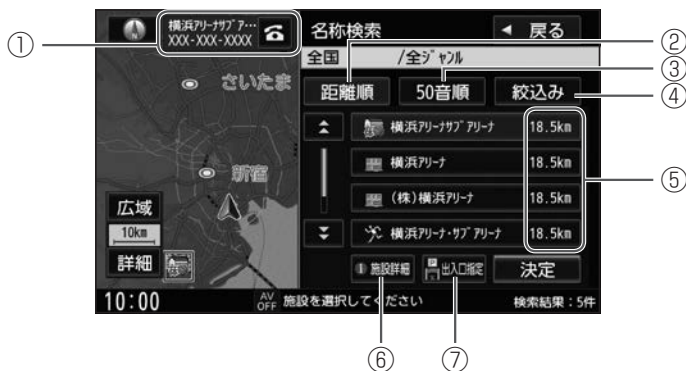 ①
横浜アリーナサブア…
XXX-XXX-XXXX
名称検索
戻る
全国 /全ジャンル
②
③
④
距離順 50音順 絞込み
さいたま
新宿
横浜アリーナサブアリーナ 18.5km
横浜アリーナ 18.5km
(株)横浜アリーナ 18.5km
横浜アリーナ・サブアリーナ 18.5km
⑤
広域
10km
詳細
施設詳細
出入口指定
決定
10:00
AV OFF
施設を選択してください
検索結果:5件
⑥
⑦